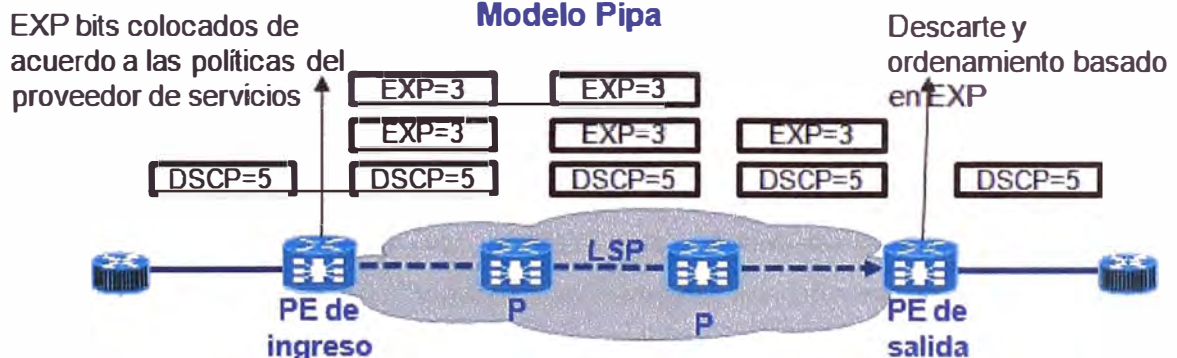 Modelo Pipa
EXP bits colocados de
acuerdo a las políticas del
proveedor de servicios
Descarte y
ordenamiento basado
en EXP
EXP=3
EXP=3
EXP=3
EXP=3
EXP=3
DSCP=5
DSCP=5
DSCP=5
DSCP=5
DSCP=5
LSP
PE de
ingreso
P
P
PE de
salida